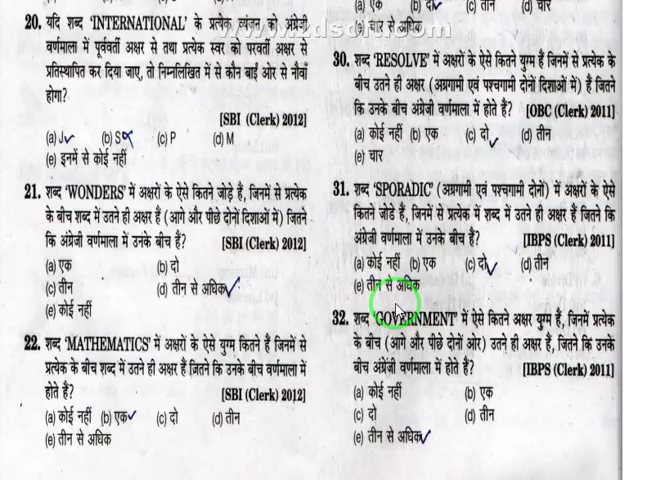 20. यदि शब्द 'INTERNATIONAL' के प्रत्येक व्यंजन को अंग्रेजी
वर्णमाला में पूर्ववर्ती अक्षर से तथा प्रत्येक स्वर को परवर्ती अक्षर से
प्रतिस्थापित कर दिया जाए, तो निम्नलिखित में से कौन बाईं ओर से नौवाँ
होगा?
[SBI (Clerk) 2012]
(a) J (b) S (c) P (d) M
(e) इनमें से कोई नहीं
21. शब्द 'WONDERS' में अक्षरों के ऐसे कितने जोड़े हैं, जिनमें से प्रत्येक
के बीच शब्द में उतने ही अक्षर हैं (आगे और पीछे दोनों दिशाओं में) जितने
कि अंग्रेजी वर्णमाला में उनके बीच हैं? [SBI (Clerk) 2012]
(a) एक (b) दो
(c) तीन (d) तीन से अधिक
(e) कोई नहीं
22. शब्द 'MATHEMATICS' में अक्षरों के ऐसे युग्म कितने हैं जिनमें से
प्रत्येक के बीच शब्द में उतने ही अक्षर हैं जितने कि उनके बीच वर्णमाला में
होते हैं? [SBI (Clerk) 2012]
(a) कोई नहीं (b) एक (c) दो (d) तीन
(e) तीन से अधिक
(a) एक (b) दो (c) तीन (d) चार
(e) चार से अधिक
30. शब्द 'RESOLVE' में अक्षरों के ऐसे कितने युग्म हैं जिनमें से प्रत्येक के
बीच उतने ही अक्षर (अग्रगामी एवं पश्चगामी दोनों दिशाओं में) हैं जितने
कि उनके बीच अंग्रेजी वर्णमाला में होते हैं? [OBC (Clerk) 2011]
(a) कोई नहीं (b) एक (c) दो (d) तीन
(e) चार
31. शब्द 'SPORADIC' (अग्रगामी एवं पश्चगामी दोनों) में अक्षरों के ऐसे
कितने जोड़े हैं, जिनमें से प्रत्येक में शब्द में उतने ही अक्षर हैं जितने कि
अंग्रेजी वर्णमाला में उनके बीच हैं? [IBPS (Clerk) 2011]
(a) कोई नहीं (b) एक (c) दो (d) तीन
(e) तीन से अधिक
32. शब्द 'GOVERNMENT' में ऐसे कितने अक्षर युग्म हैं, जिनमें प्रत्येक
के बीच (आगे और पीछे दोनों ओर) उतने ही अक्षर हैं, जितने कि उनके
बीच अंग्रेजी वर्णमाला में होते हैं? [IBPS (Clerk) 2011]
(a) कोई नहीं (b) एक
(c) दो (d) तीन
(e) तीन से अधिक